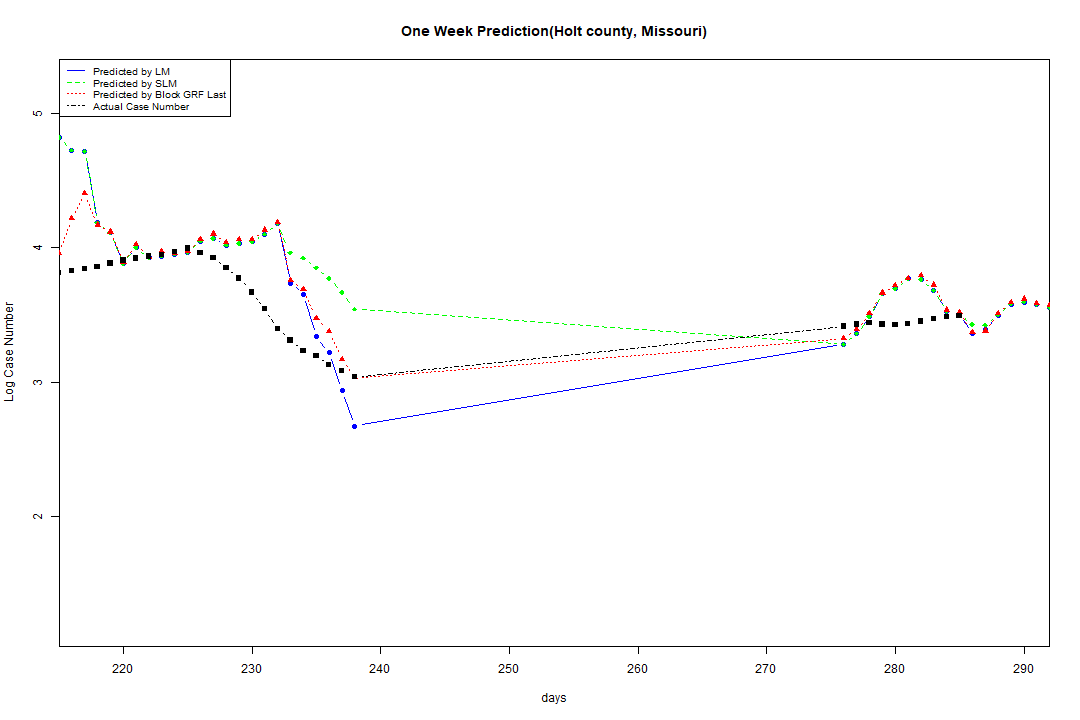 One Week Prediction(Holt county, Missouri)
Predicted by LM
Predicted by SLM
Predicted by Block GRF Last
Actual Case Number
5
4
3
2
Log Case Number
220 230 240 250 260 270 280 290
days